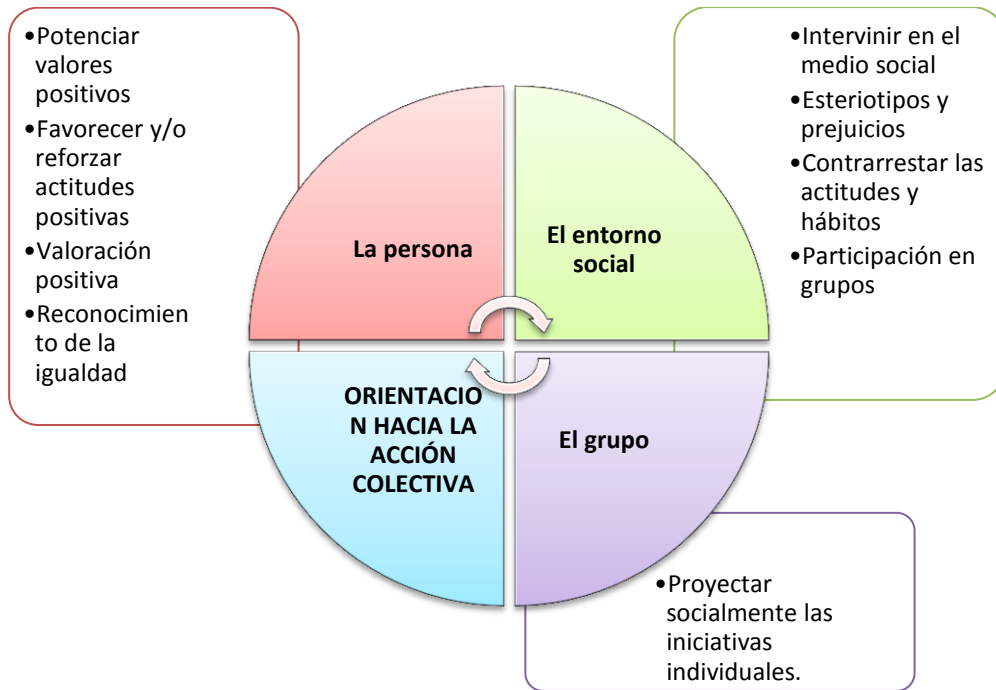 •Potenciar
valores
positivos
•Favorecer y/o
reforzar
actitudes
positivas
•Valoración
positiva
•Reconocimien
to de la
igualdad
•Intervinir en el
medio social
•Esteriotipos y
prejuicios
•Contrarrestar las
actitudes y
hábitos
•Participación en
grupos
La persona
El entorno
social
ORIENTACIO
N HACIA LA
ACCIÓN
COLECTIVA
El grupo
•Proyectar
socialmente las
iniciativas
individuales.